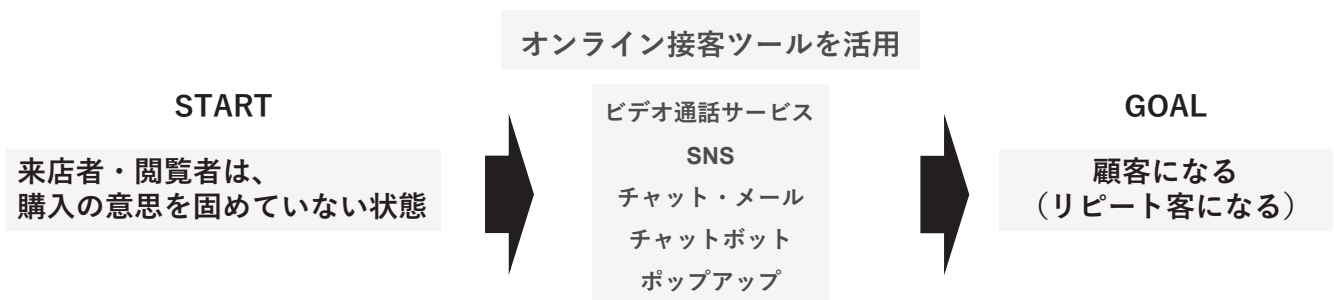 オンライン接客ツールを活用
START
来店者・閲覧者は、
購入の意思を固めていない状態
ビデオ通話サービス
SNS
チャット・メール
チャットボット
ポップアップ
GOAL
顧客になる
（リピート客になる）